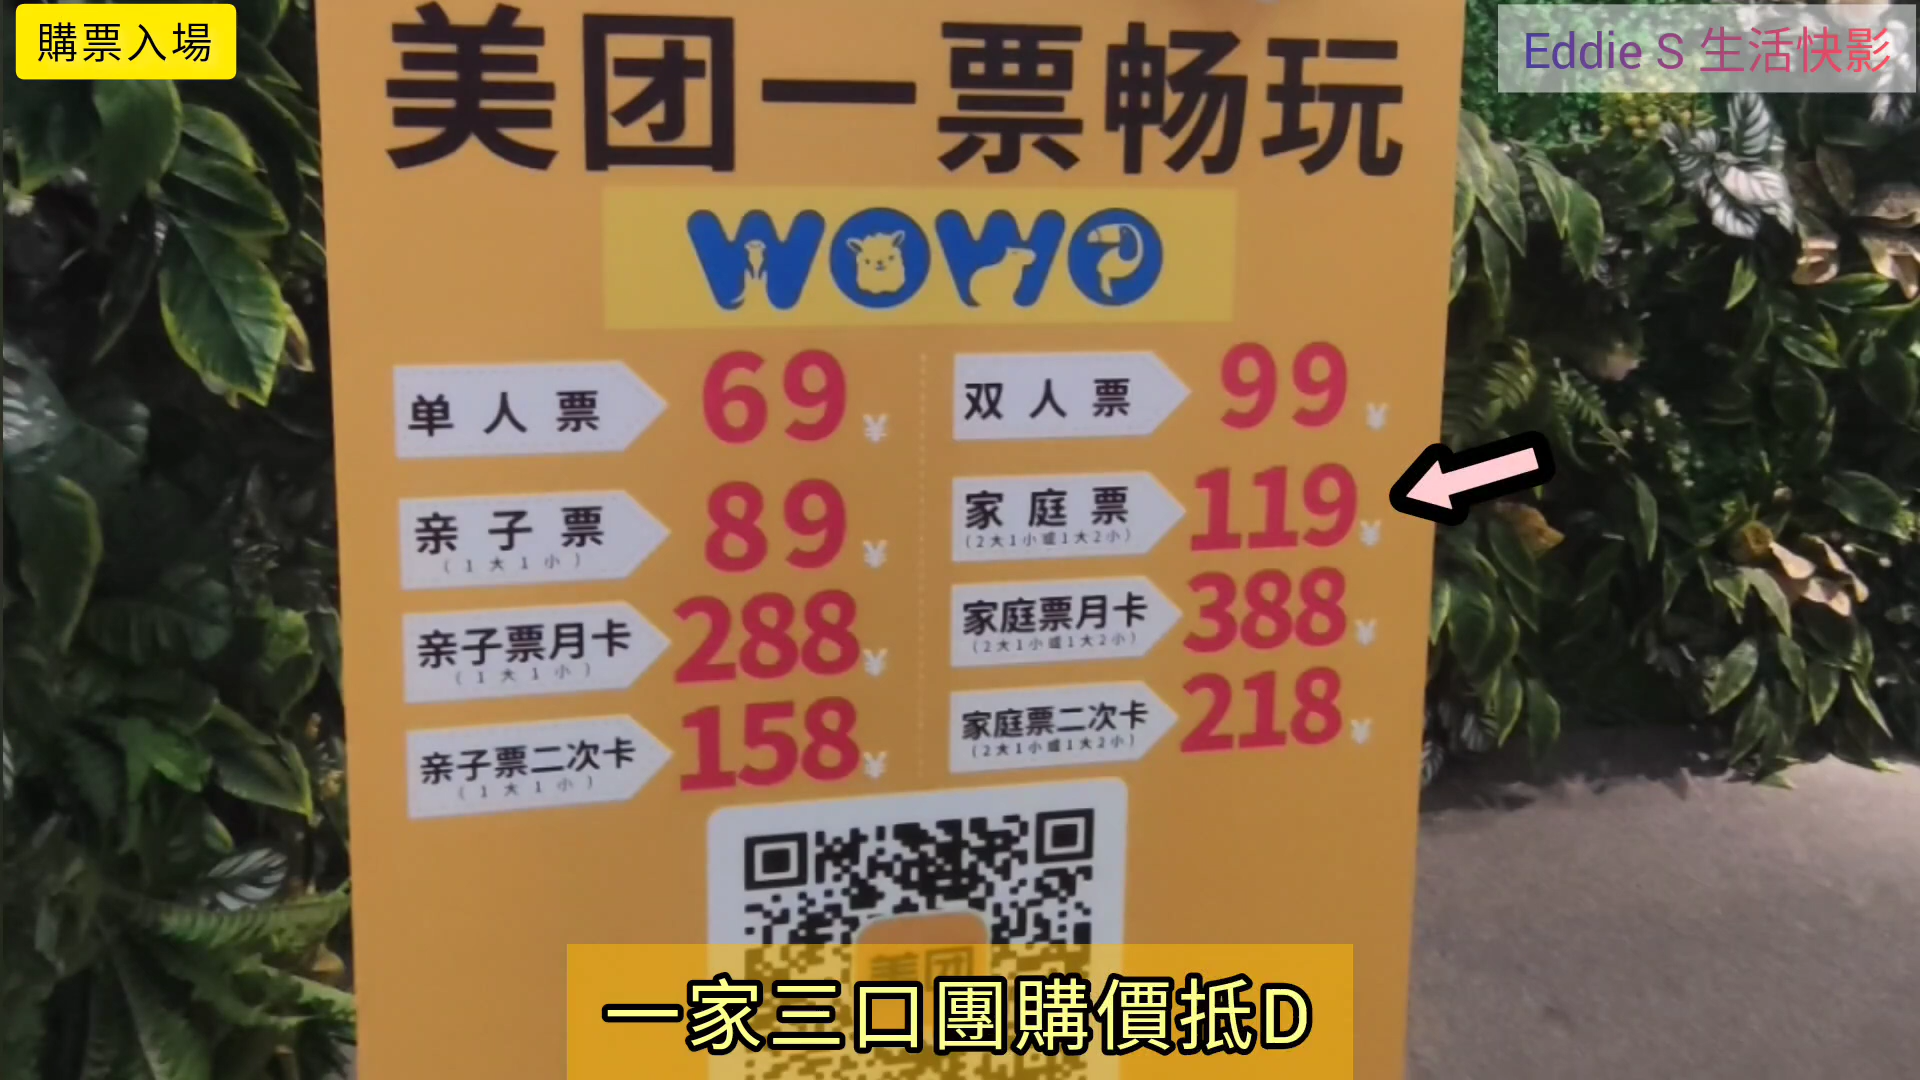 購票入場
Eddie S 生活快影
美团一票畅玩
WOWO
单人票 69 ¥
双人票 99 ¥
亲子票 89 ¥
(1大1小)
家庭票 119 ¥
(2大1小或1大2小)
亲子票月卡 288 ¥
(1大1小)
家庭票月卡 388 ¥
(2大1小或1大2小)
亲子票二次卡 158 ¥
(1大1小)
家庭票二次卡 218 ¥
(2大1小或1大2小)
美团
一家三口團購價抵D